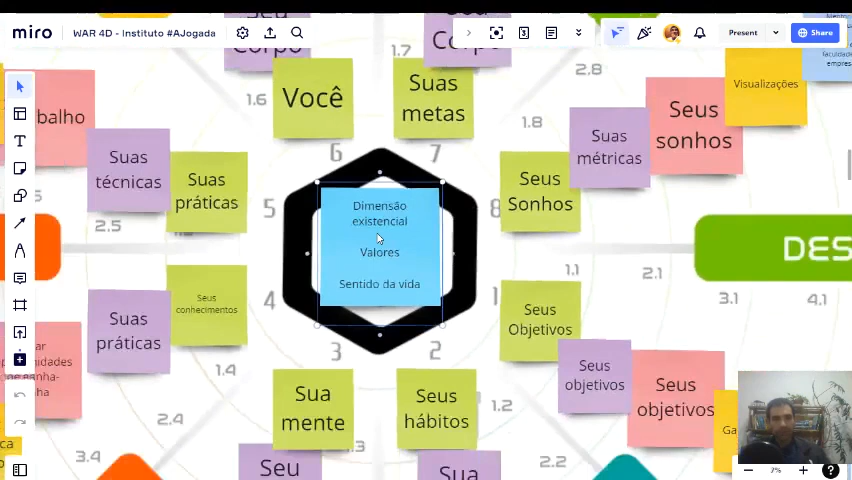 miro
WAR 4D - Instituto #AJogada
Present
Share
Corpo
1.7
Corpo
2.8
1.6
Você
Suas
metas
1.8
Visualizações
faculdade
empres
balho
Suas
técnicas
Suas
práticas
2.5
6
7
5
8
4
1
3
2
Dimensão
existencial
Valores
Sentido da vida
Seus
Sonhos
Suas
métricas
Seus
sonhos
DES
1.1
2.1
3.1
4.1
Seus
conhecimentos
Suas
práticas
1.4
2.4
3.4
Seus
Objetivos
Seus
objetivos
Seus
objetivos
Ga
Sua
mente
Seus
hábitos
1.2
2.2
Seu
Sua
7%